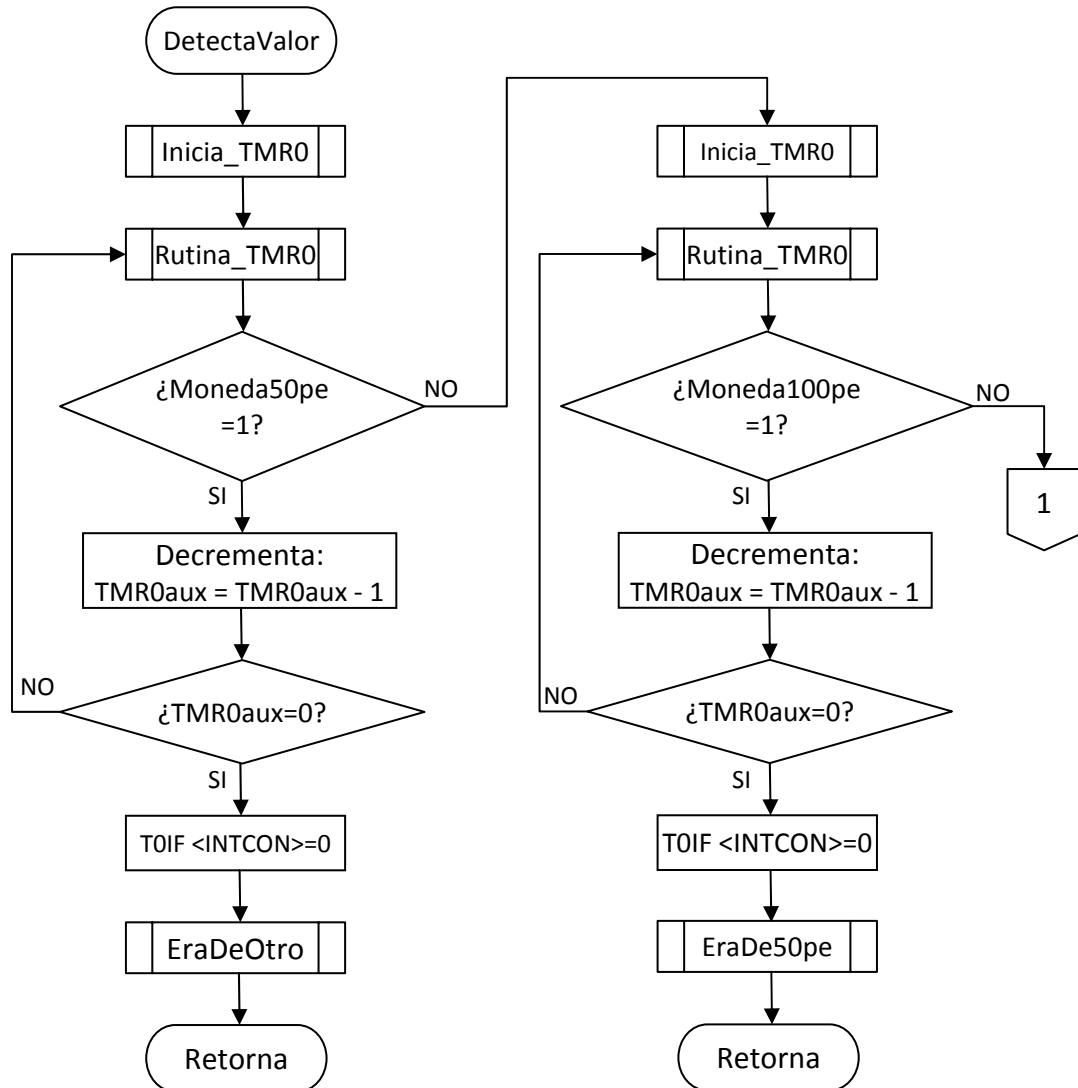 DetectaValor
Inicia_TMR0
Rutina_TMR0
¿Moneda50pe
=1?
NO
SI
Decrementa:
TMR0aux = TMR0aux - 1
NO
¿TMR0aux=0?
SI
T0IF <INTCON>=0
EraDeOtro
Retorna
Inicia_TMR0
Rutina_TMR0
¿Moneda100pe
=1?
NO
1
SI
Decrementa:
TMR0aux = TMR0aux - 1
NO
¿TMR0aux=0?
SI
T0IF <INTCON>=0
EraDe50pe
Retorna